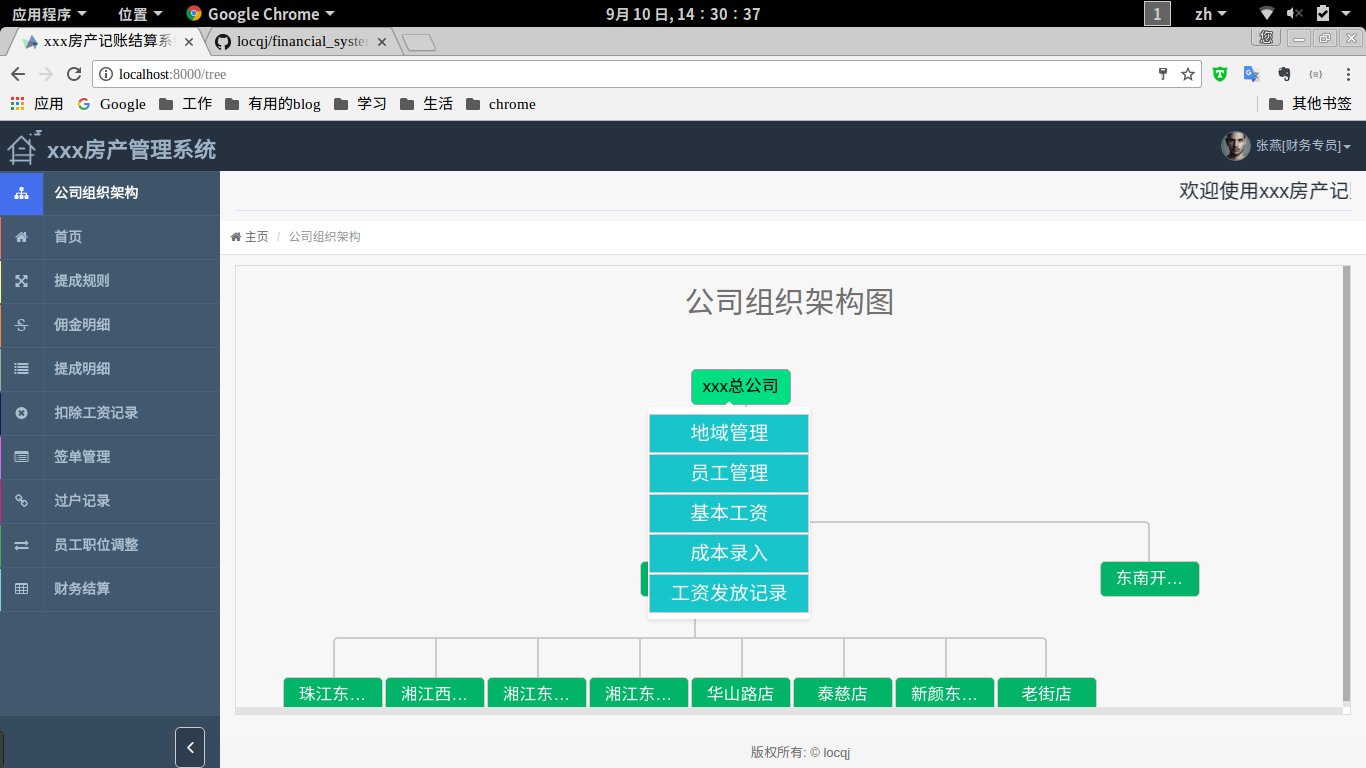 应用程序 位置 Google Chrome 9月10日, 14：30：37 1 zh
xxx房产记账结算系 locqj/financial_syste 您
localhost:8000/tree
应用 Google 工作 有用的blog 学习 生活 chrome 其他书签
xxx房产管理系统 张燕[财务专员]
公司组织架构
欢迎使用xxx房产记
首页
主页 / 公司组织架构
提成规则
佣金明细
提成明细
扣除工资记录
签单管理
过户记录
员工职位调整
财务结算
公司组织架构图
xxx总公司
地域管理
员工管理
基本工资
成本录入
工资发放记录
东南开...
珠江东... 湘江西... 湘江东... 湘江东... 华山路店 泰慈店 新颜东... 老街店
版权所有: © locqj